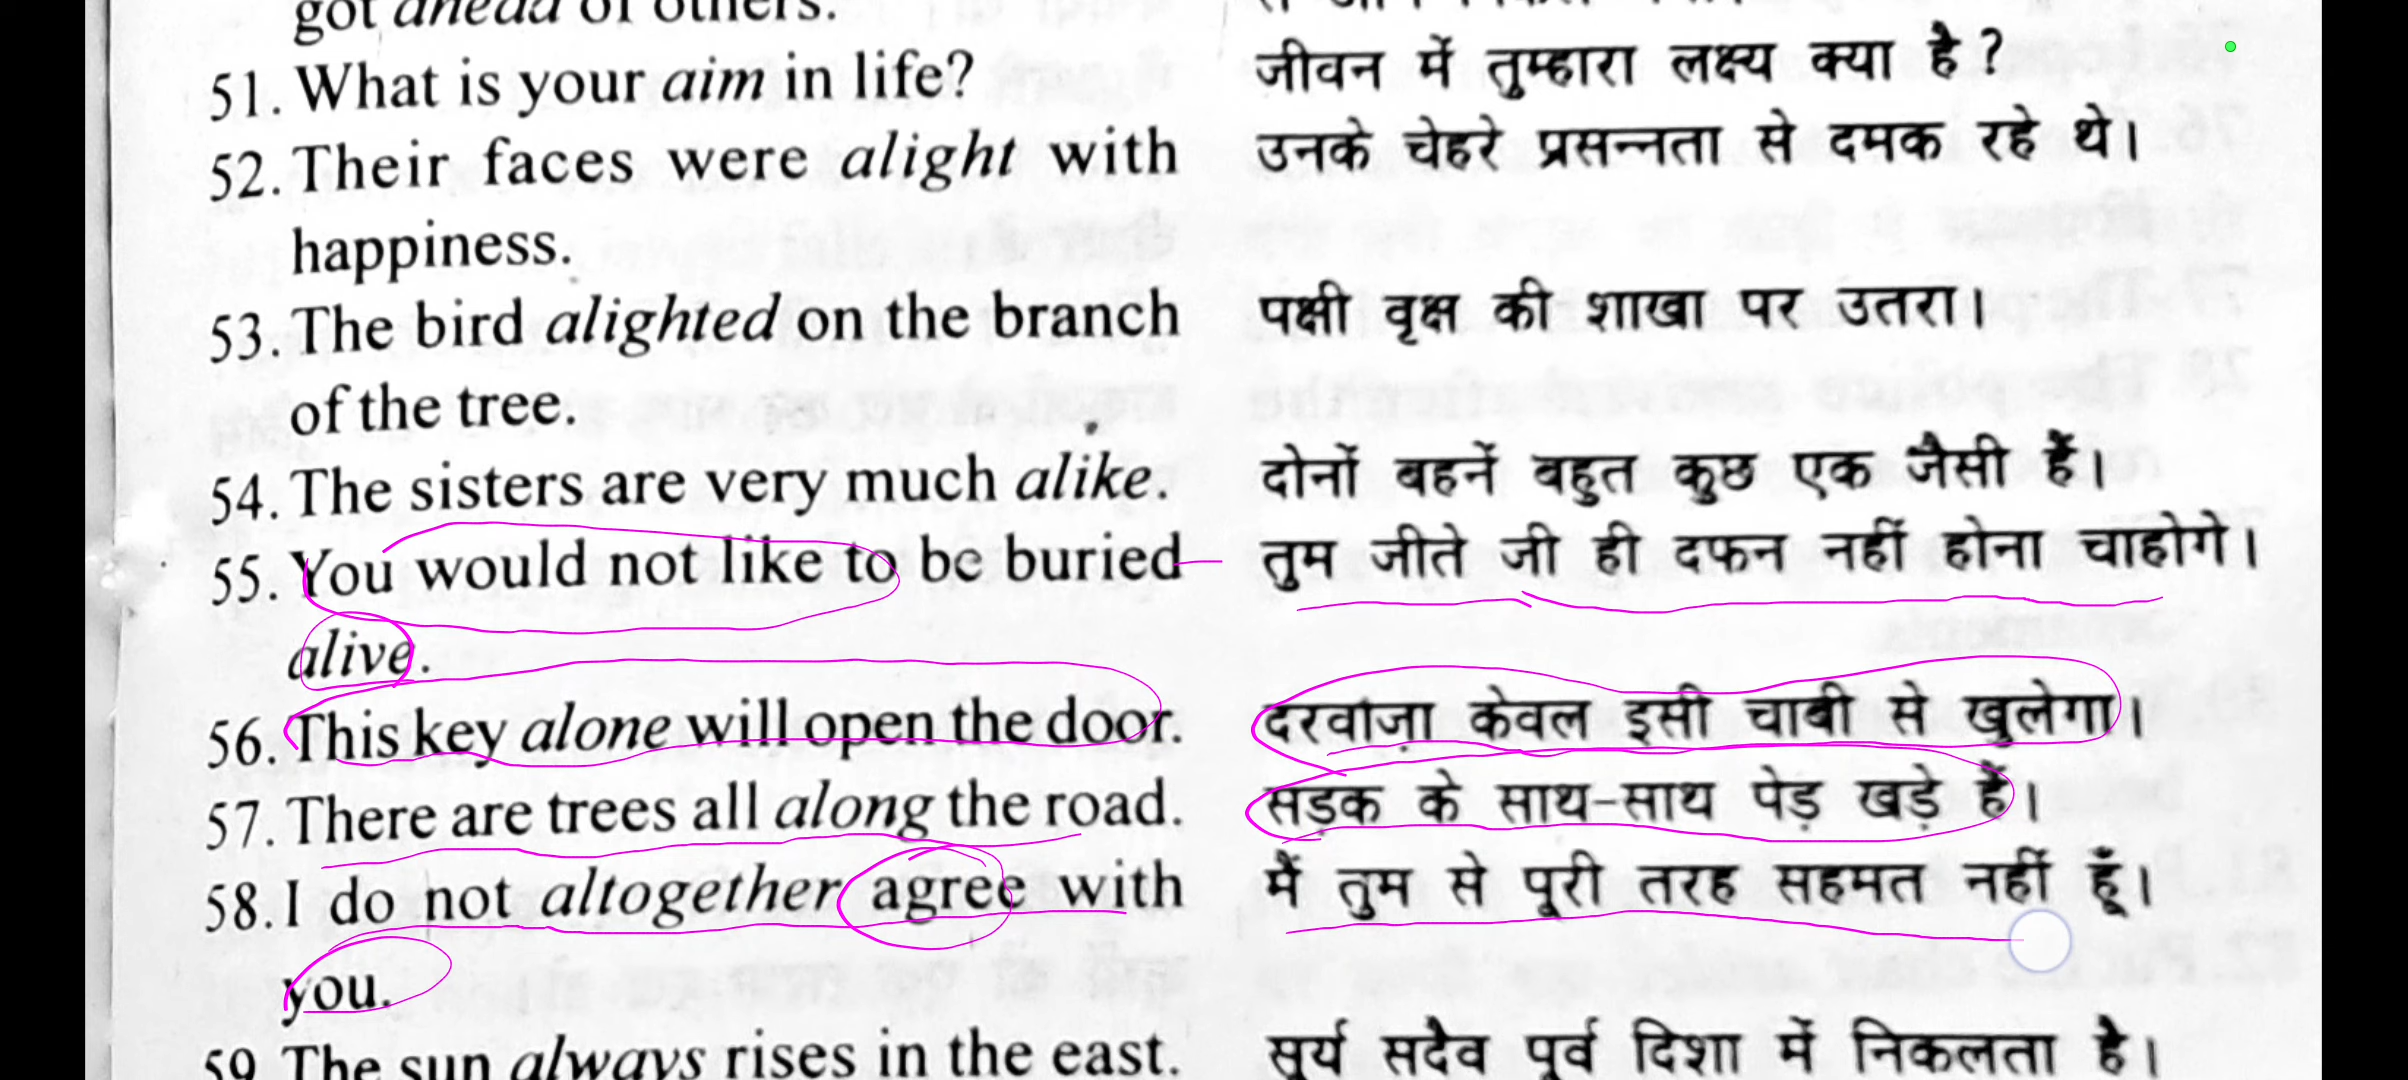 got ahead of others.
51. What is your aim in life? जीवन में तुम्हारा लक्ष्य क्या है ?
52. Their faces were alight with उनके चेहरे प्रसन्नता से दमक रहे थे।
happiness.
53. The bird alighted on the branch पक्षी वृक्ष की शाखा पर उतरा।
of the tree.
54. The sisters are very much alike. दोनों बहनें बहुत कुछ एक जैसी हैं।
55. You would not like to be buried तुम जीते जी ही दफन नहीं होना चाहोगे।
alive.
56. This key alone will open the door. दरवाज़ा केवल इसी चाबी से खुलेगा।
57. There are trees all along the road. सड़क के साथ-साथ पेड़ खड़े हैं।
58. I do not altogether agree with मैं तुम से पूरी तरह सहमत नहीं हूँ।
you.
59. The sun always rises in the east. सूर्य सदैव पूर्व दिशा में निकलता है।